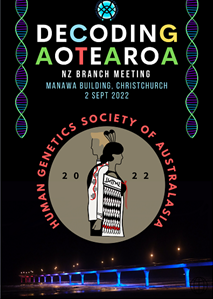 DECODING
AOTEAROA
NZ BRANCH MEETING
MANAWA BUILDING, CHRISTCHURCH
2 SEPT 2022
HUMAN GENETICS SOCIETY OF AUSTRALASIA
20 22